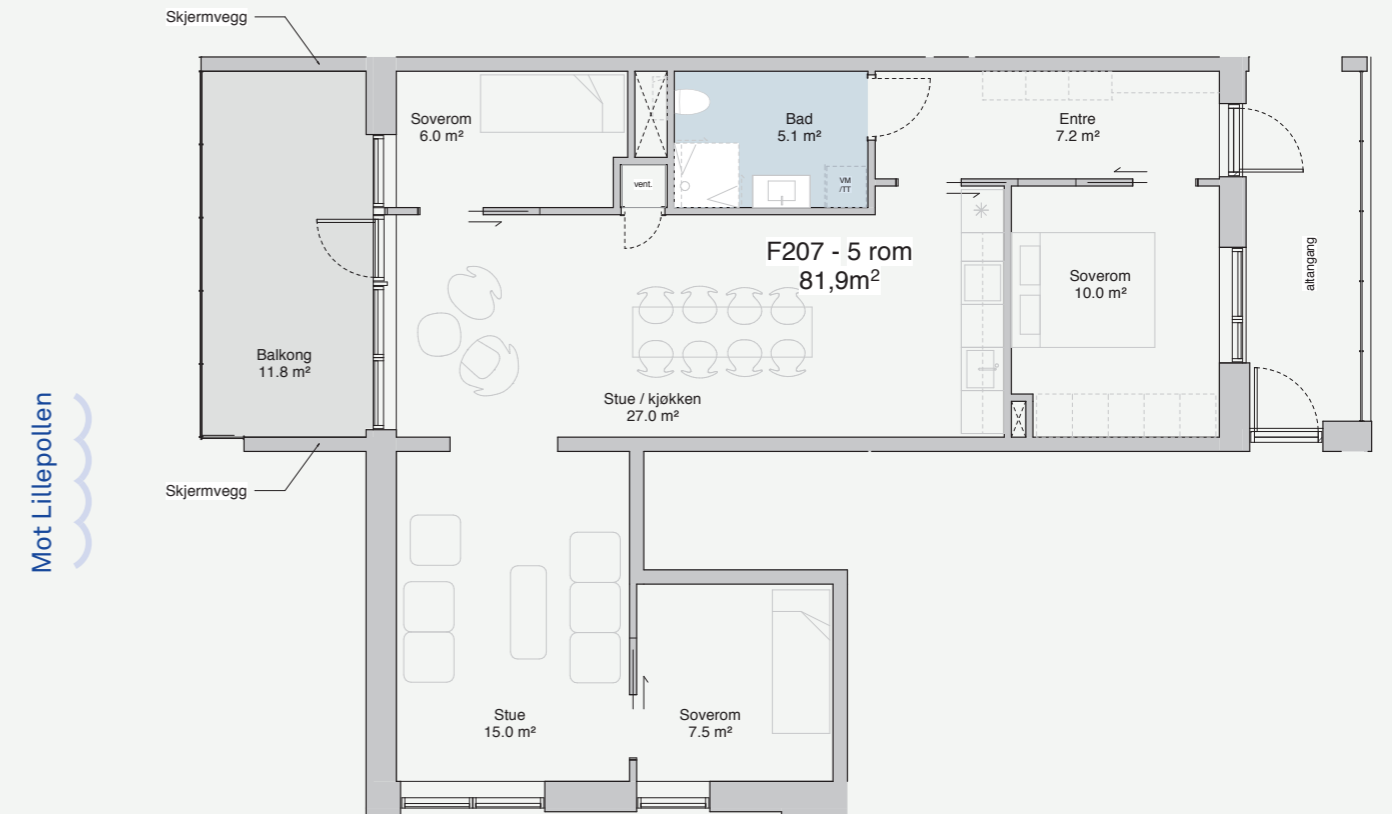 Skjermvegg
Soverom
6.0 m²
Bad
5.1 m²
Entre
7.2 m²
vent.
VM
/TT
F207 - 5 rom
81,9m²
Soverom
10.0 m²
altangang
Balkong
11.8 m²
Stue / kjøkken
27.0 m²
Mot Lillepollen
Skjermvegg
Stue
15.0 m²
Soverom
7.5 m²